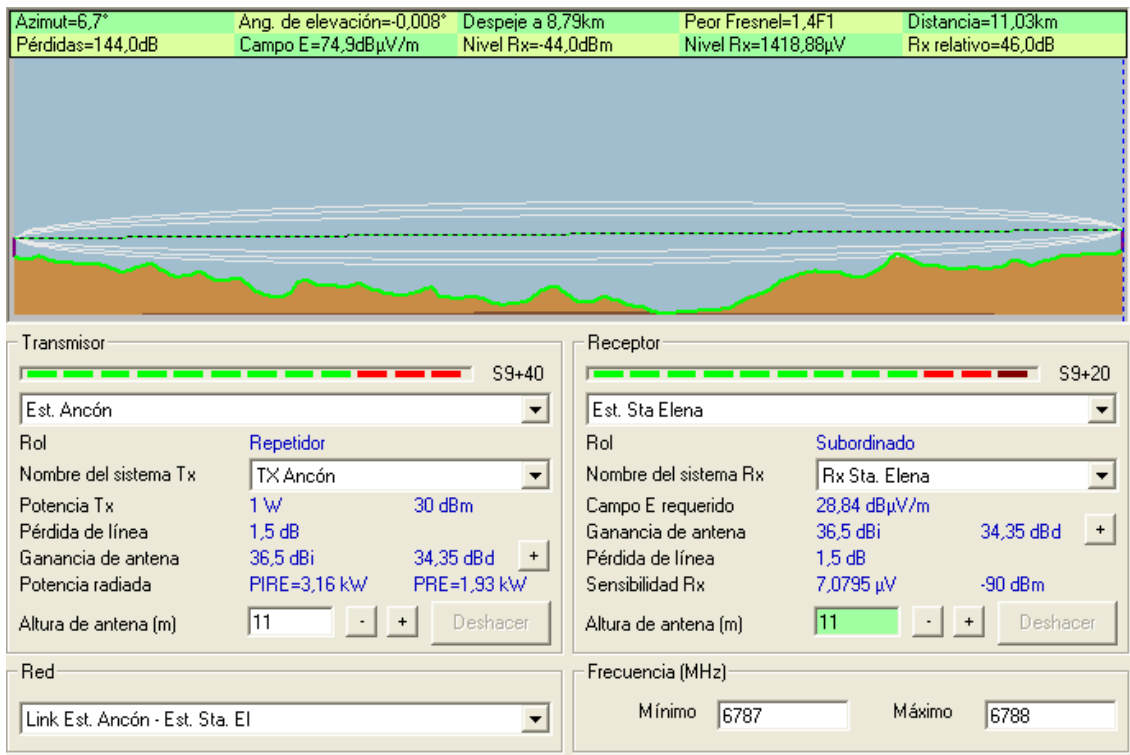 Azimut=6,7° Ang. de elevación=-0,008° Despeje a 8,79km Peor Fresnel=1,4F1 Distancia=11,03km
Pérdidas=144,0dB Campo E=74,9dBµV/m Nivel Rx=-44,0dBm Nivel Rx=1418,88µV Rx relativo=46,0dB
Transmisor
S9+40
Est. Ancón
Rol Repetidor
Nombre del sistema Tx TX Ancón
Potencia Tx 1 W 30 dBm
Pérdida de línea 1,5 dB
Ganancia de antena 36,5 dBi 34,35 dBd +
Potencia radiada PIRE=3,16 kW PRE=1,93 kW
Altura de antena (m) 11 - + Deshacer
Receptor
S9+20
Est. Sta Elena
Rol Subordinado
Nombre del sistema Rx Rx Sta. Elena
Campo E requerido 28,84 dBµV/m
Ganancia de antena 36,5 dBi 34,35 dBd +
Pérdida de línea 1,5 dB
Sensibilidad Rx 7,0795 µV -90 dBm
Altura de antena (m) 11 - + Deshacer
Red
Link Est. Ancón - Est. Sta. El
Frecuencia (MHz)
Mínimo 6787 Máximo 6788